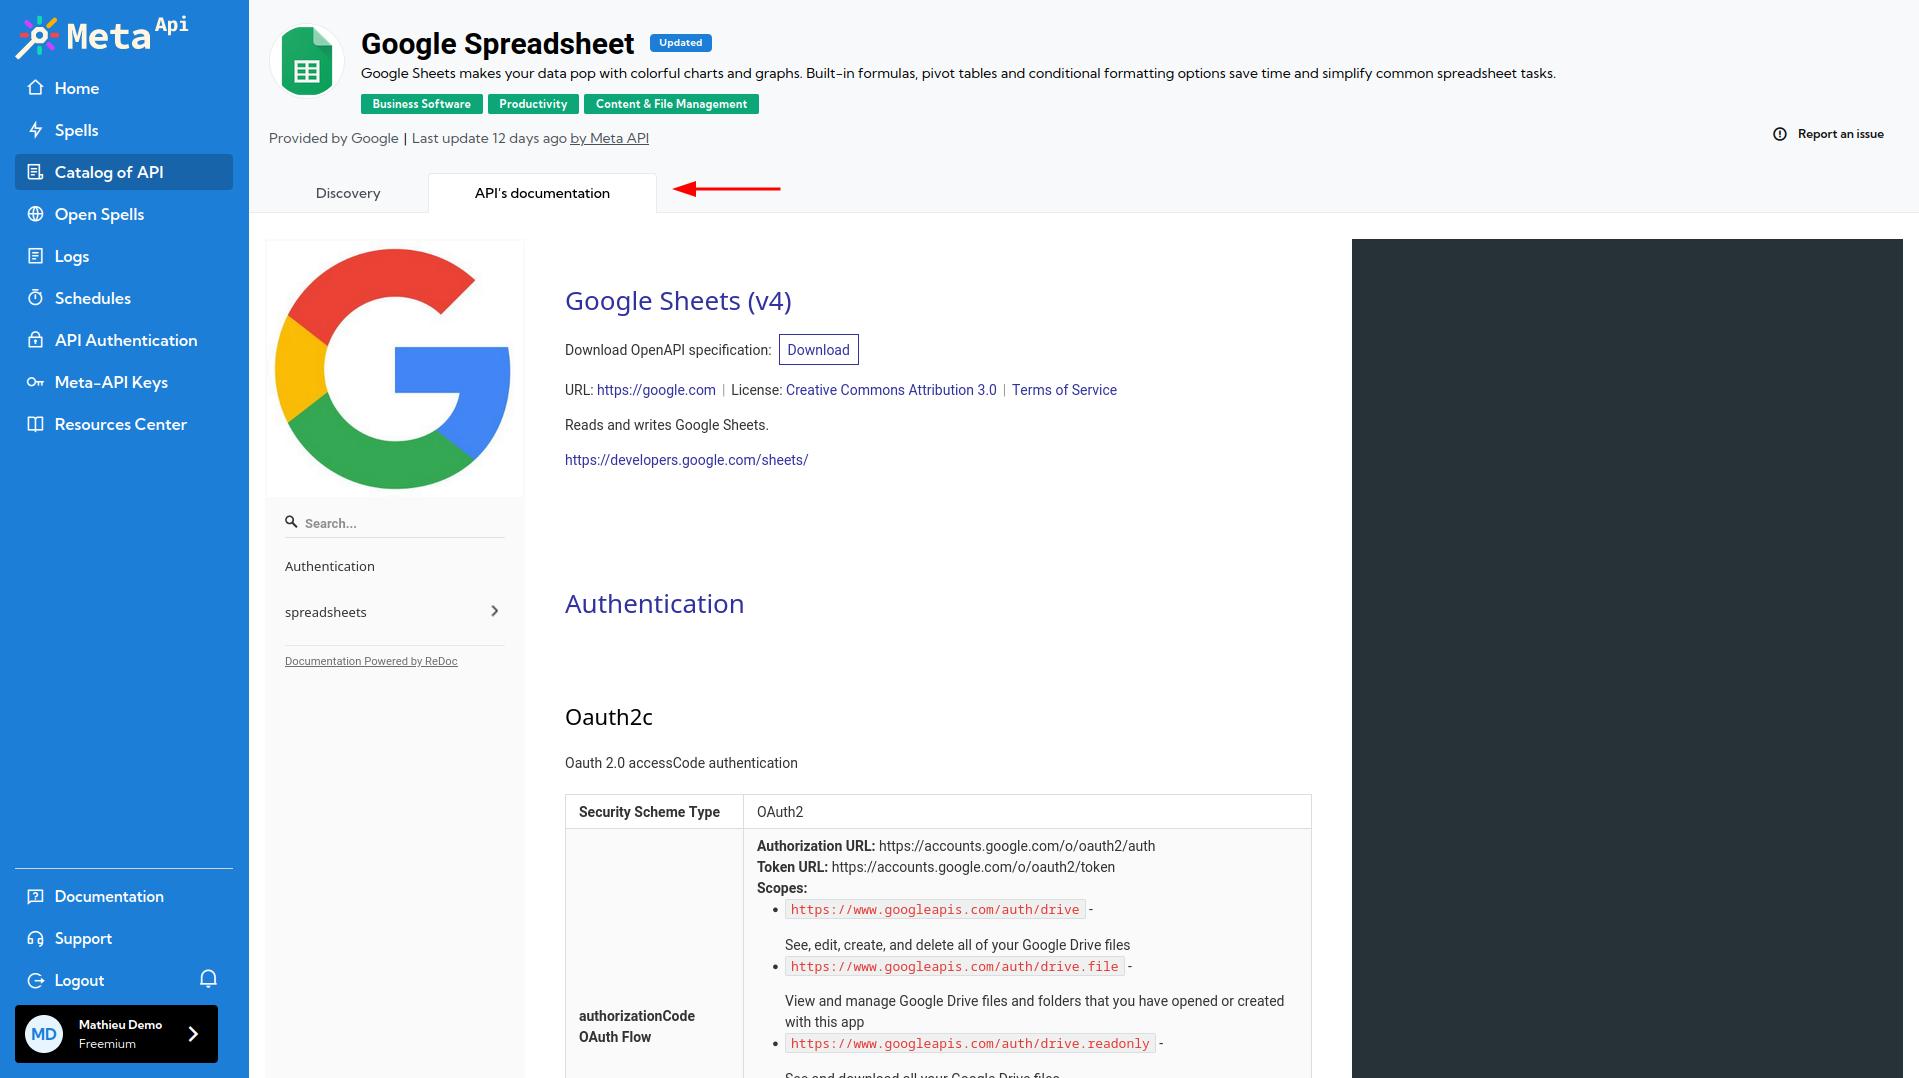 Meta Api
Home
Spells
Catalog of API
Open Spells
Logs
Schedules
API Authentication
Meta-API Keys
Resources Center
Documentation
Support
Logout
MD
Mathieu Demo
Freemium
Google Spreadsheet
Updated
Google Sheets makes your data pop with colorful charts and graphs. Built-in formulas, pivot tables and conditional formatting options save time and simplify common spreadsheet tasks.
Business Software
Productivity
Content & File Management
Provided by Google | Last update 12 days ago by Meta API
Report an issue
Discovery
API's documentation
Search...
Authentication
spreadsheets
Documentation Powered by ReDoc
Google Sheets (v4)
Download OpenAPI specification: Download
URL: https://google.com | License: Creative Commons Attribution 3.0 | Terms of Service
Reads and writes Google Sheets.
https://developers.google.com/sheets/
Authentication
Oauth2c
Oauth 2.0 accessCode authentication
Security Scheme Type
OAuth2
authorizationCode
OAuth Flow
Authorization URL: https://accounts.google.com/o/oauth2/auth
Token URL: https://accounts.google.com/o/oauth2/token
Scopes:
• https://www.googleapis.com/auth/drive -
See, edit, create, and delete all of your Google Drive files
• https://www.googleapis.com/auth/drive.file -
View and manage Google Drive files and folders that you have opened or created
with this app
• https://www.googleapis.com/auth/drive.readonly -
See and download all your Google Drive files